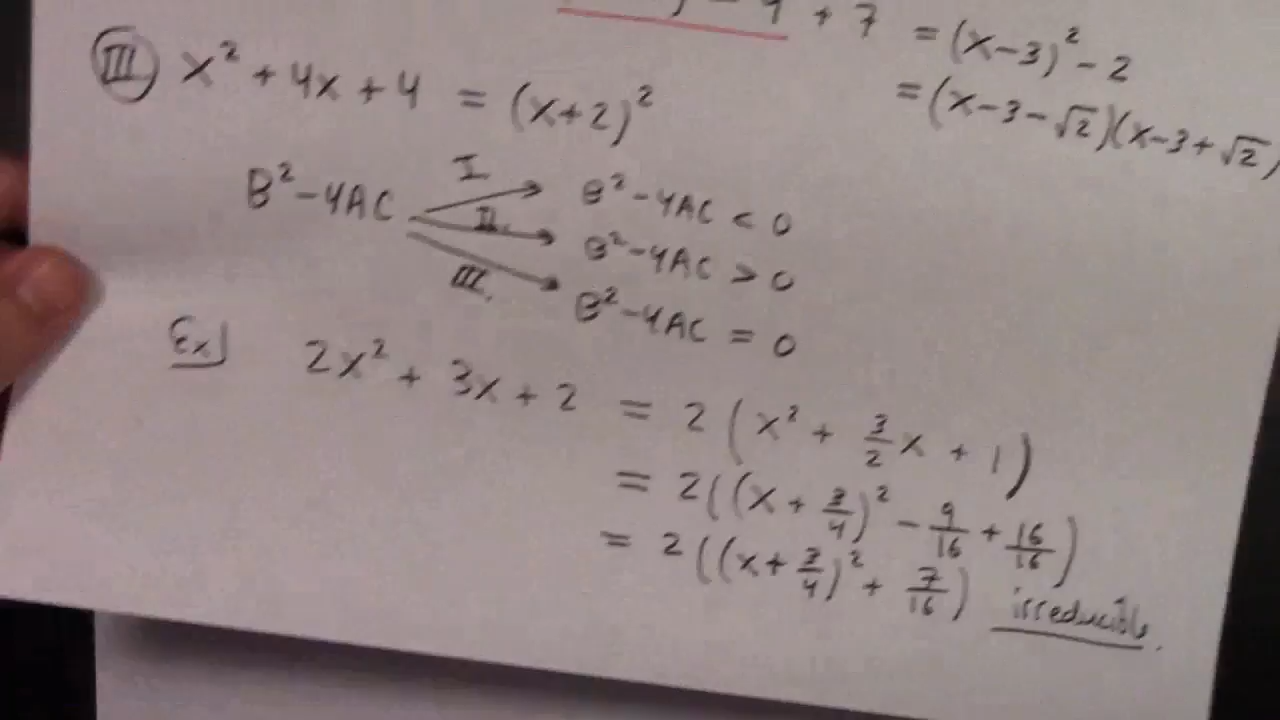 9 + 7 = (x-3)² - 2
= (x-3-√2)(x-3+√2)
III x² + 4x + 4 = (x+2)²
B²-4AC
I B²-4AC < 0
II. B²-4AC > 0
III. B²-4AC = 0
Ex) 2x² + 3x + 2 = 2(x² + 3/2 x + 1)
= 2((x + 3/4)² - 9/16 + 16/16)
= 2((x + 3/4)² + 7/16) irreducible.